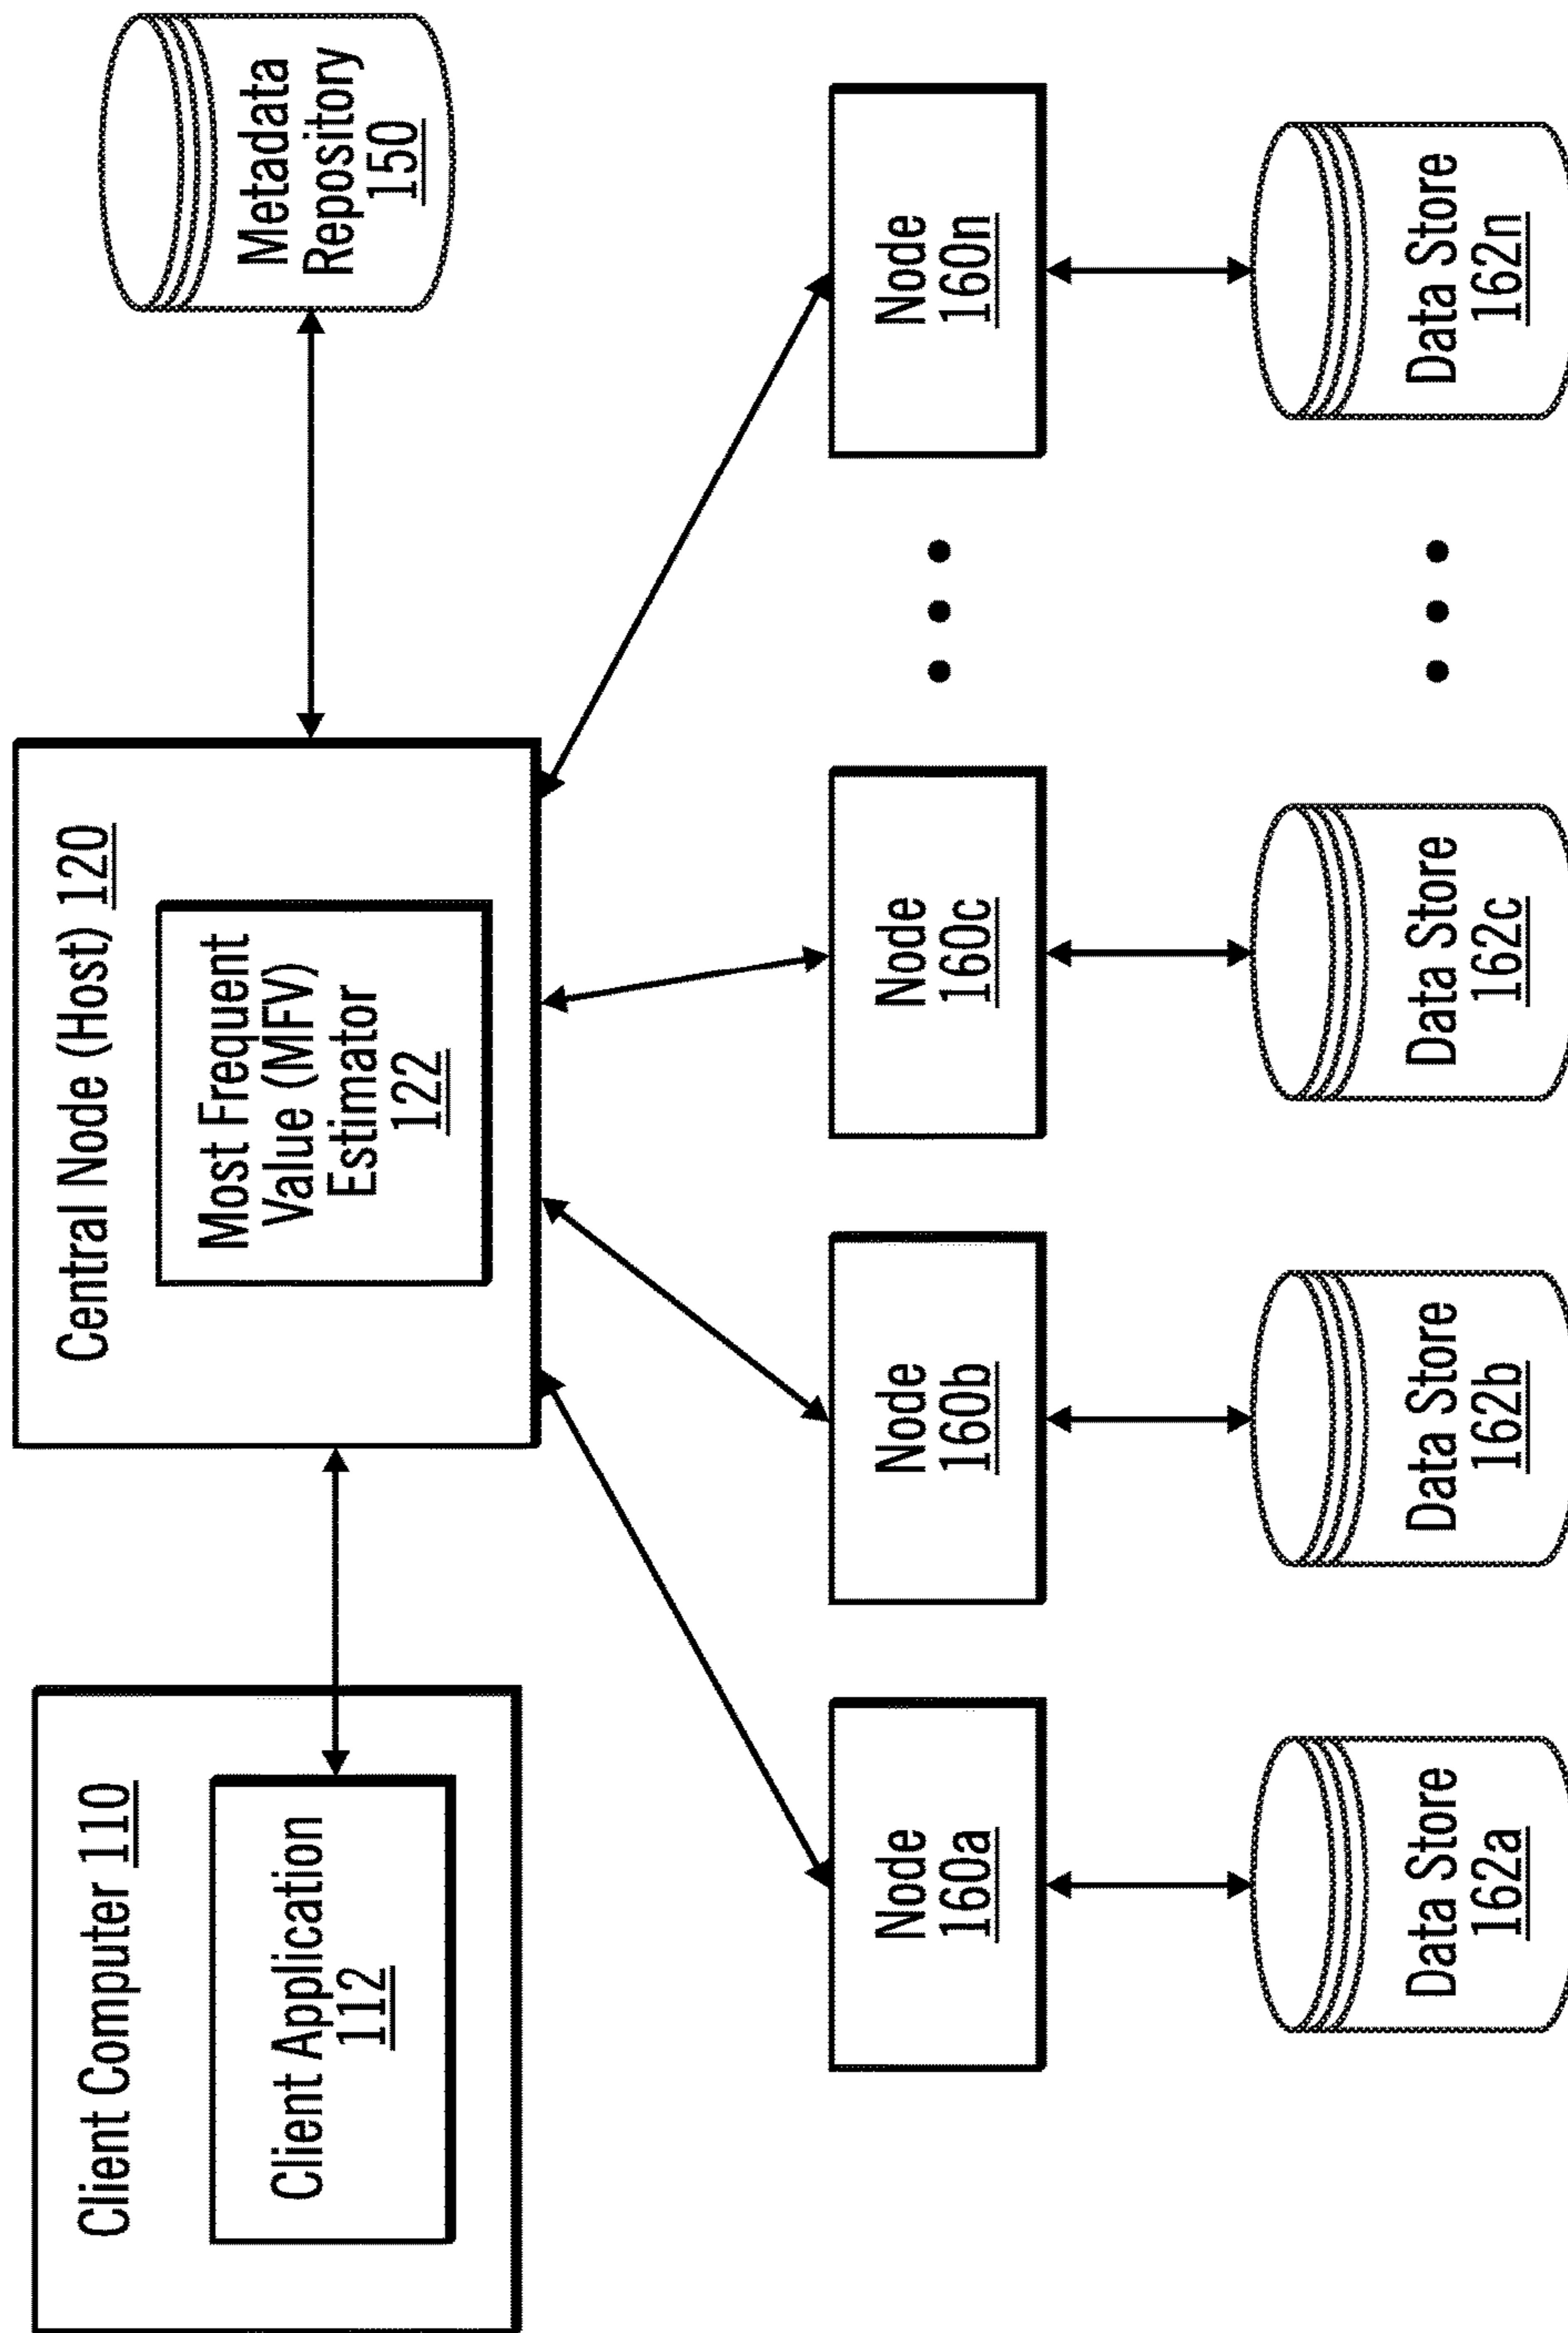 Client Computer 110
Client Application
112
Central Node (Host) 120
Most Frequent
Value (MFV)
Estimator
122
Metadata
Repository
150
Node
160a
Node
160b
Node
160c
Node
160n
Data Store
162a
Data Store
162b
Data Store
162c
Data Store
162n